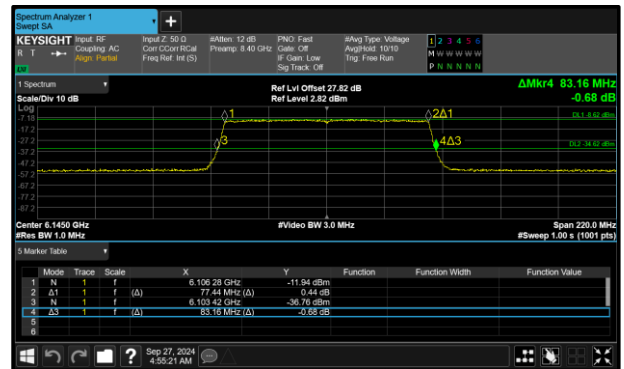 Spectrum Analyzer 1
Swept SA
+
KEYSIGHT Input: RF Input Z: 50 Ω #Atten: 12 dB PNO: Fast #Avg Type: Voltage 1 2 3 4 5 6
R T Coupling: AC Corr CCorr RCal Preamp: 8.40 GHz Gate: Off Avg|Hold: 10/10 M W W W W W
Align: Partial Freq Ref: Int (S) IF Gain: Low Trig: Free Run
Sig Track: Off P N N N N N
LXI
1 Spectrum Ref Lvl Offset 27.82 dB ΔMkr4 83.16 MHz
Scale/Div 10 dB Ref Level 2.82 dBm -0.68 dB
Log
-7.18 1 2Δ1 DL1 -8.62 dBm
-17.2
-27.2 3 4Δ3 DL2 -34.62 dBm
-37.2
-47.2
-57.2
-67.2
-77.2
-87.2
Center 6.1450 GHz #Video BW 3.0 MHz Span 220.0 MHz
#Res BW 1.0 MHz #Sweep 1.00 s (1001 pts)
5 Marker Table
Mode Trace Scale X Y Function Function Width Function Value
1 N 1 f 6.106 28 GHz -11.94 dBm
2 Δ1 1 f (Δ) 77.44 MHz (Δ) 0.44 dB
3 N 1 f 6.103 42 GHz -36.76 dBm
4 Δ3 1 f (Δ) 83.16 MHz (Δ) -0.68 dB
5
6
? Sep 27, 2024
4:55:21 AM